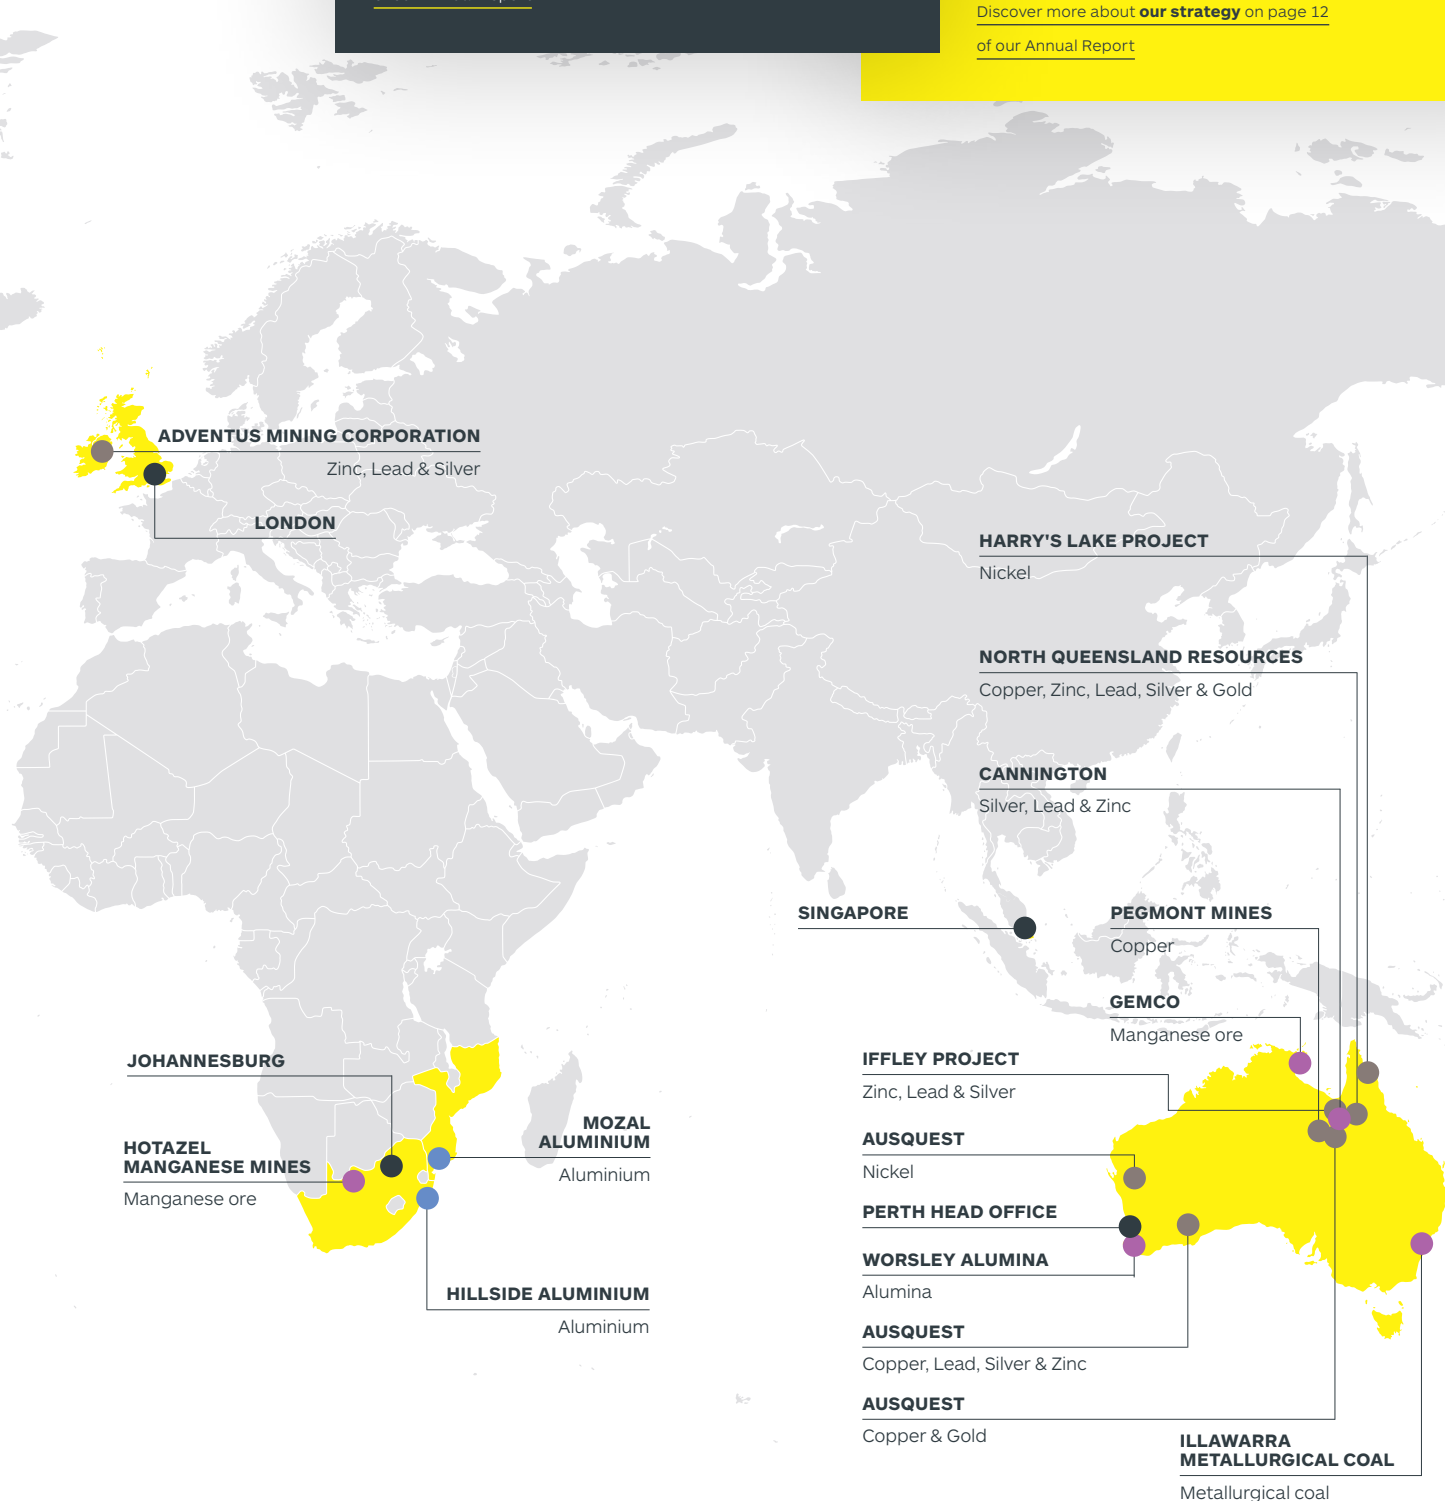 Discover more about our strategy on page 12
of our Annual Report
ADVENTUS MINING CORPORATION
Zinc, Lead & Silver
LONDON
HARRY'S LAKE PROJECT
Nickel
NORTH QUEENSLAND RESOURCES
Copper, Zinc, Lead, Silver & Gold
CANNINGTON
Silver, Lead & Zinc
SINGAPORE
PEGMONT MINES
Copper
GEMCO
Manganese ore
JOHANNESBURG
IFFLEY PROJECT
Zinc, Lead & Silver
MOZAL
ALUMINIUM
Aluminium
HOTAZEL
MANGANESE MINES
Manganese ore
AUSQUEST
Nickel
PERTH HEAD OFFICE
WORSLEY ALUMINA
Alumina
HILLSIDE ALUMINIUM
Aluminium
AUSQUEST
Copper, Lead, Silver & Zinc
AUSQUEST
Copper & Gold
ILLAWARRA
METALLURGICAL COAL
Metallurgical coal